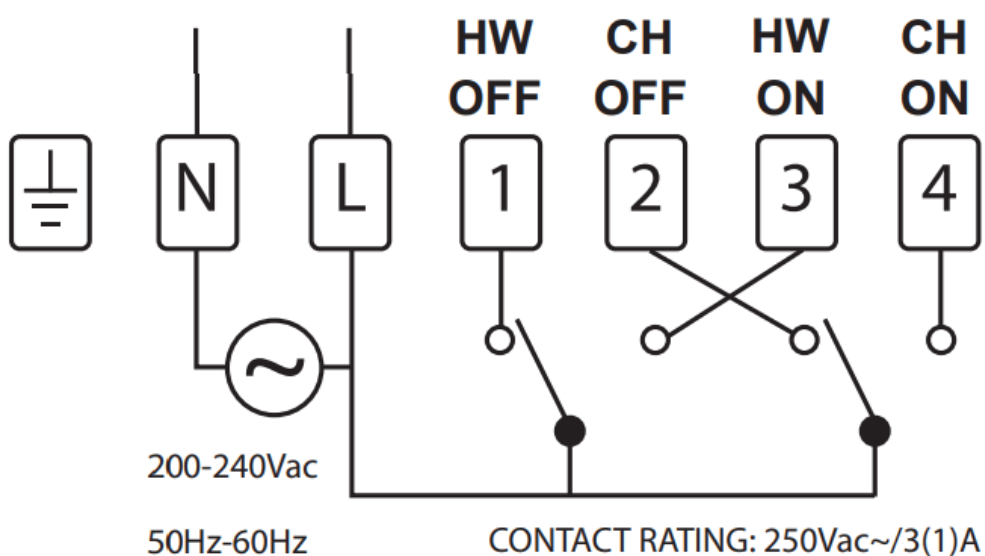 HW CH HW CH
OFF OFF ON ON
N L 1 2 3 4
200-240Vac
50Hz-60Hz CONTACT RATING: 250Vac~/3(1)A